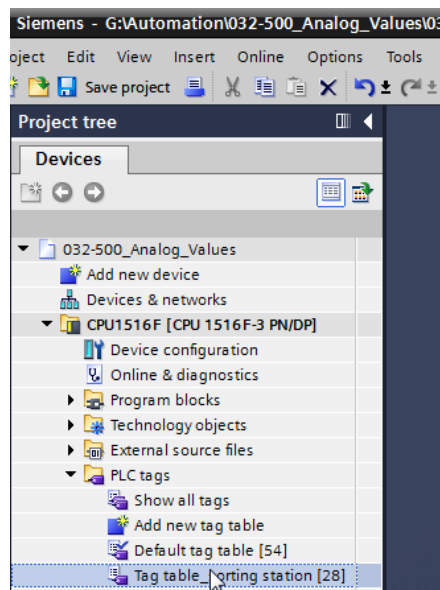 Siemens - G:\Automation\032-500_Analog_Values\03
oject Edit View Insert Online Options Tools
Save project
Project tree
Devices
032-500_Analog_Values
Add new device
Devices & networks
CPU1516F [CPU 1516F-3 PN/DP]
Device configuration
Online & diagnostics
Program blocks
Technology objects
External source files
PLC tags
Show all tags
Add new tag table
Default tag table [54]
Tag table_sorting station [28]